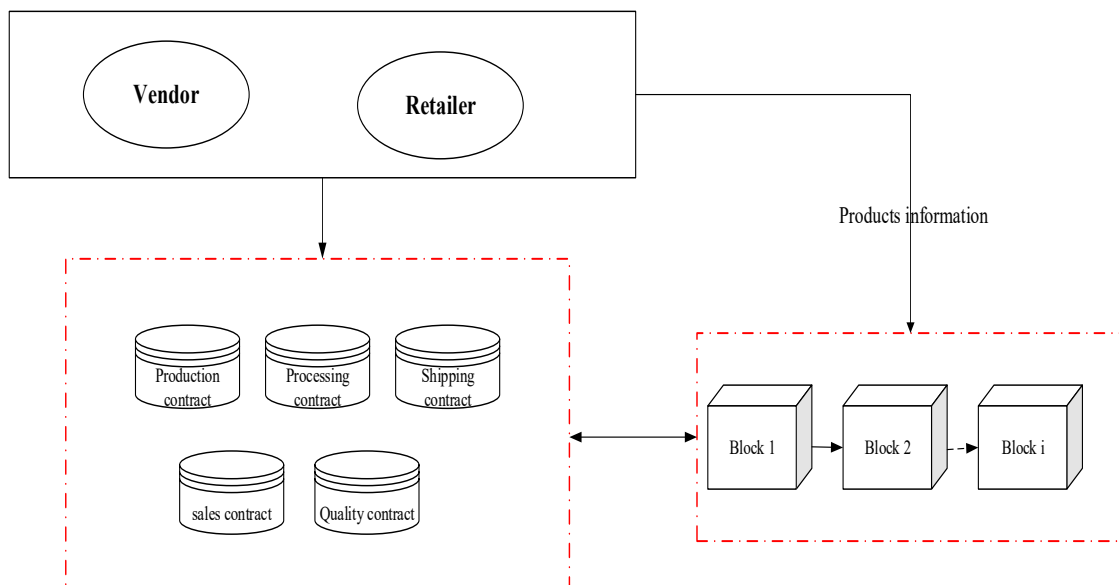 Vendor
Retailer
Products information
Production
contract
Processing
contract
Shipping
contract
sales contract
Quality contract
Block 1
Block 2
Block i